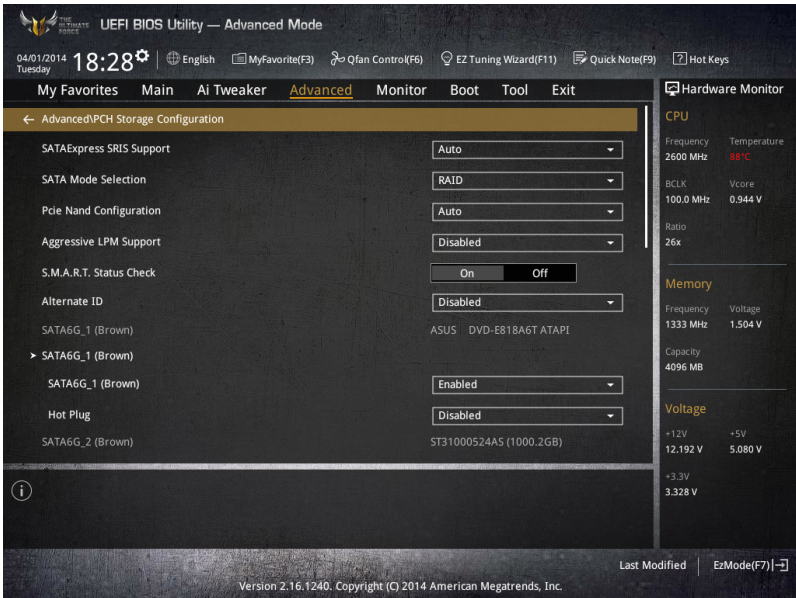 THE ULTIMATE FORCE
UEFI BIOS Utility — Advanced Mode
04/01/2014
Tuesday
18:28
English
MyFavorite(F3)
Qfan Control(F6)
EZ Tuning Wizard(F11)
Quick Note(F9)
? Hot Keys
My Favorites
Main
Ai Tweaker
Advanced
Monitor
Boot
Tool
Exit
← Advanced\PCH Storage Configuration
SATAExpress SRIS Support Auto
SATA Mode Selection RAID
Pcie Nand Configuration Auto
Aggressive LPM Support Disabled
S.M.A.R.T. Status Check On Off
Alternate ID Disabled
SATA6G_1 (Brown) ASUS DVD-E818A6T ATAPI
> SATA6G_1 (Brown)
SATA6G_1 (Brown) Enabled
Hot Plug Disabled
SATA6G_2 (Brown) ST31000524AS (1000.2GB)
Hardware Monitor
CPU
Frequency Temperature
2600 MHz 88°C
BCLK Vcore
100.0 MHz 0.944 V
Ratio
26x
Memory
Frequency Voltage
1333 MHz 1.504 V
Capacity
4096 MB
Voltage
+12V +5V
12.192 V 5.080 V
+3.3V
3.328 V
i
Last Modified
EzMode(F7)
Version 2.16.1240. Copyright (C) 2014 American Megatrends, Inc.